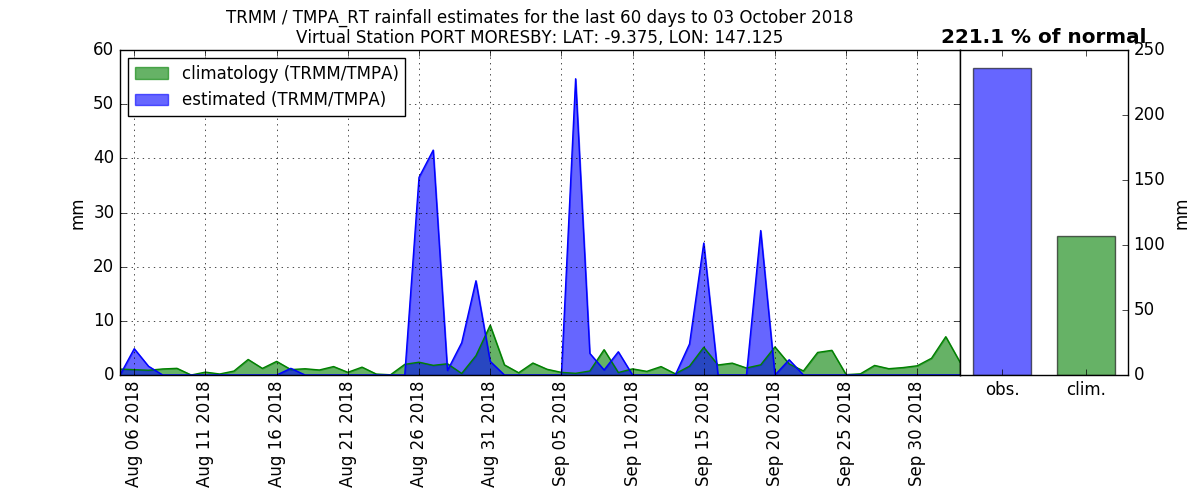 TRMM / TMPA_RT rainfall estimates for the last 60 days to 03 October 2018
Virtual Station PORT MORESBY: LAT: -9.375, LON: 147.125
221.1 % of normal
climatology (TRMM/TMPA)
estimated (TRMM/TMPA)
60
50
40
30
20
10
0
mm
Aug 06 2018
Aug 11 2018
Aug 16 2018
Aug 21 2018
Aug 26 2018
Aug 31 2018
Sep 05 2018
Sep 10 2018
Sep 15 2018
Sep 20 2018
Sep 25 2018
Sep 30 2018
obs.
clim.
250
200
150
100
50
0
mm